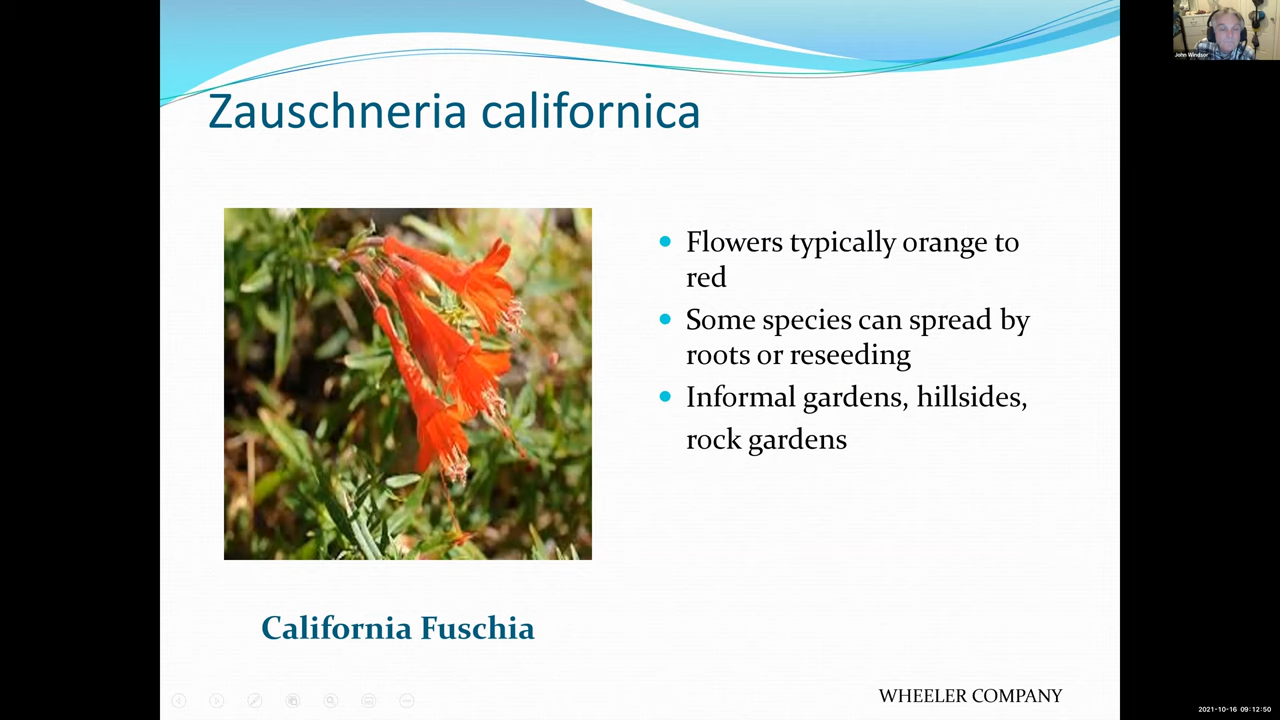 John Windsor
Zauschneria californica
Flowers typically orange to
red
Some species can spread by
roots or reseeding
Informal gardens, hillsides,
rock gardens
California Fuschia
WHEELER COMPANY
2021-10-16 09:12:50